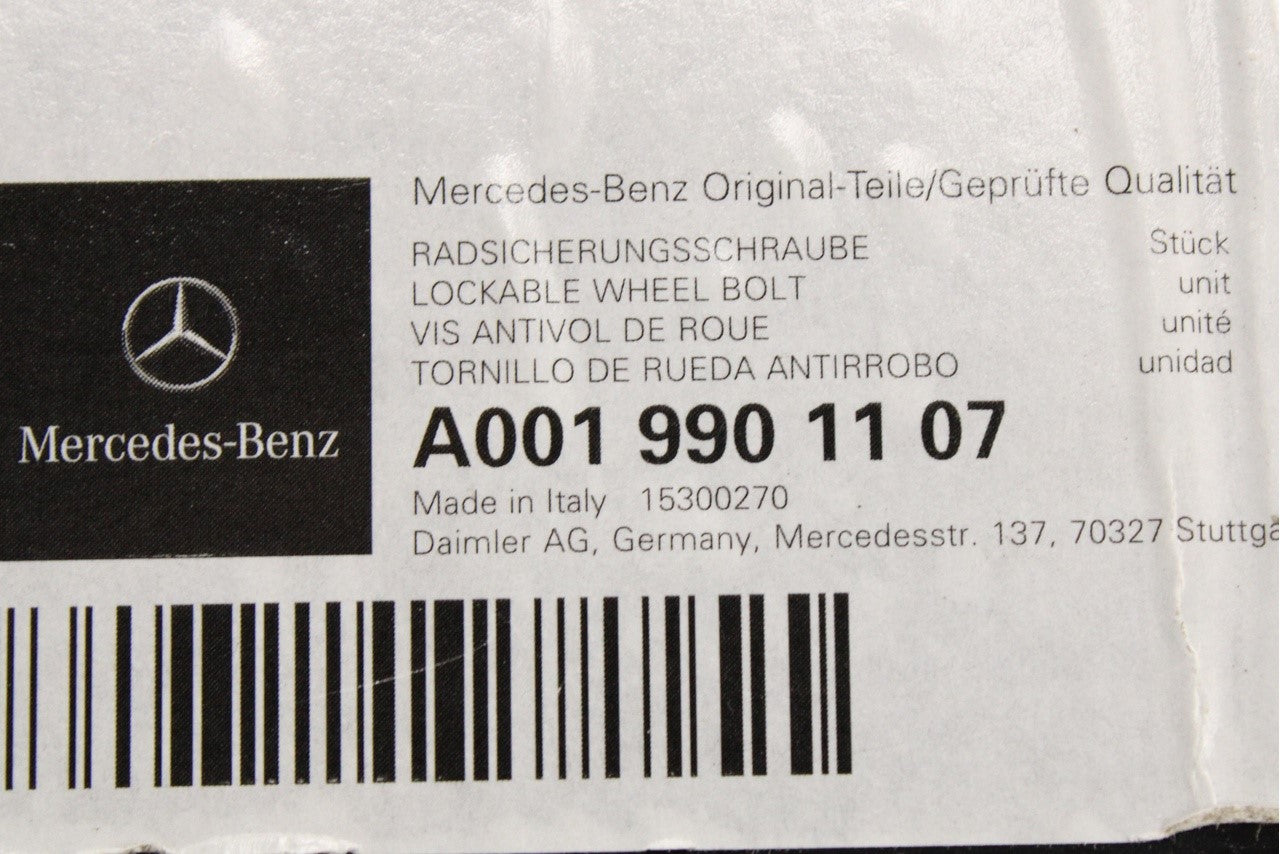 Mercedes-Benz Original-Teile/Geprüfte Qualität
RADSICHERUNGSSCHRAUBE Stück
LOCKABLE WHEEL BOLT unit
VIS ANTIVOL DE ROUE unité
TORNILLO DE RUEDA ANTIRROBO unidad
Mercedes-Benz
A001 990 11 07
Made in Italy 15300270
Daimler AG, Germany, Mercedesstr. 137, 70327